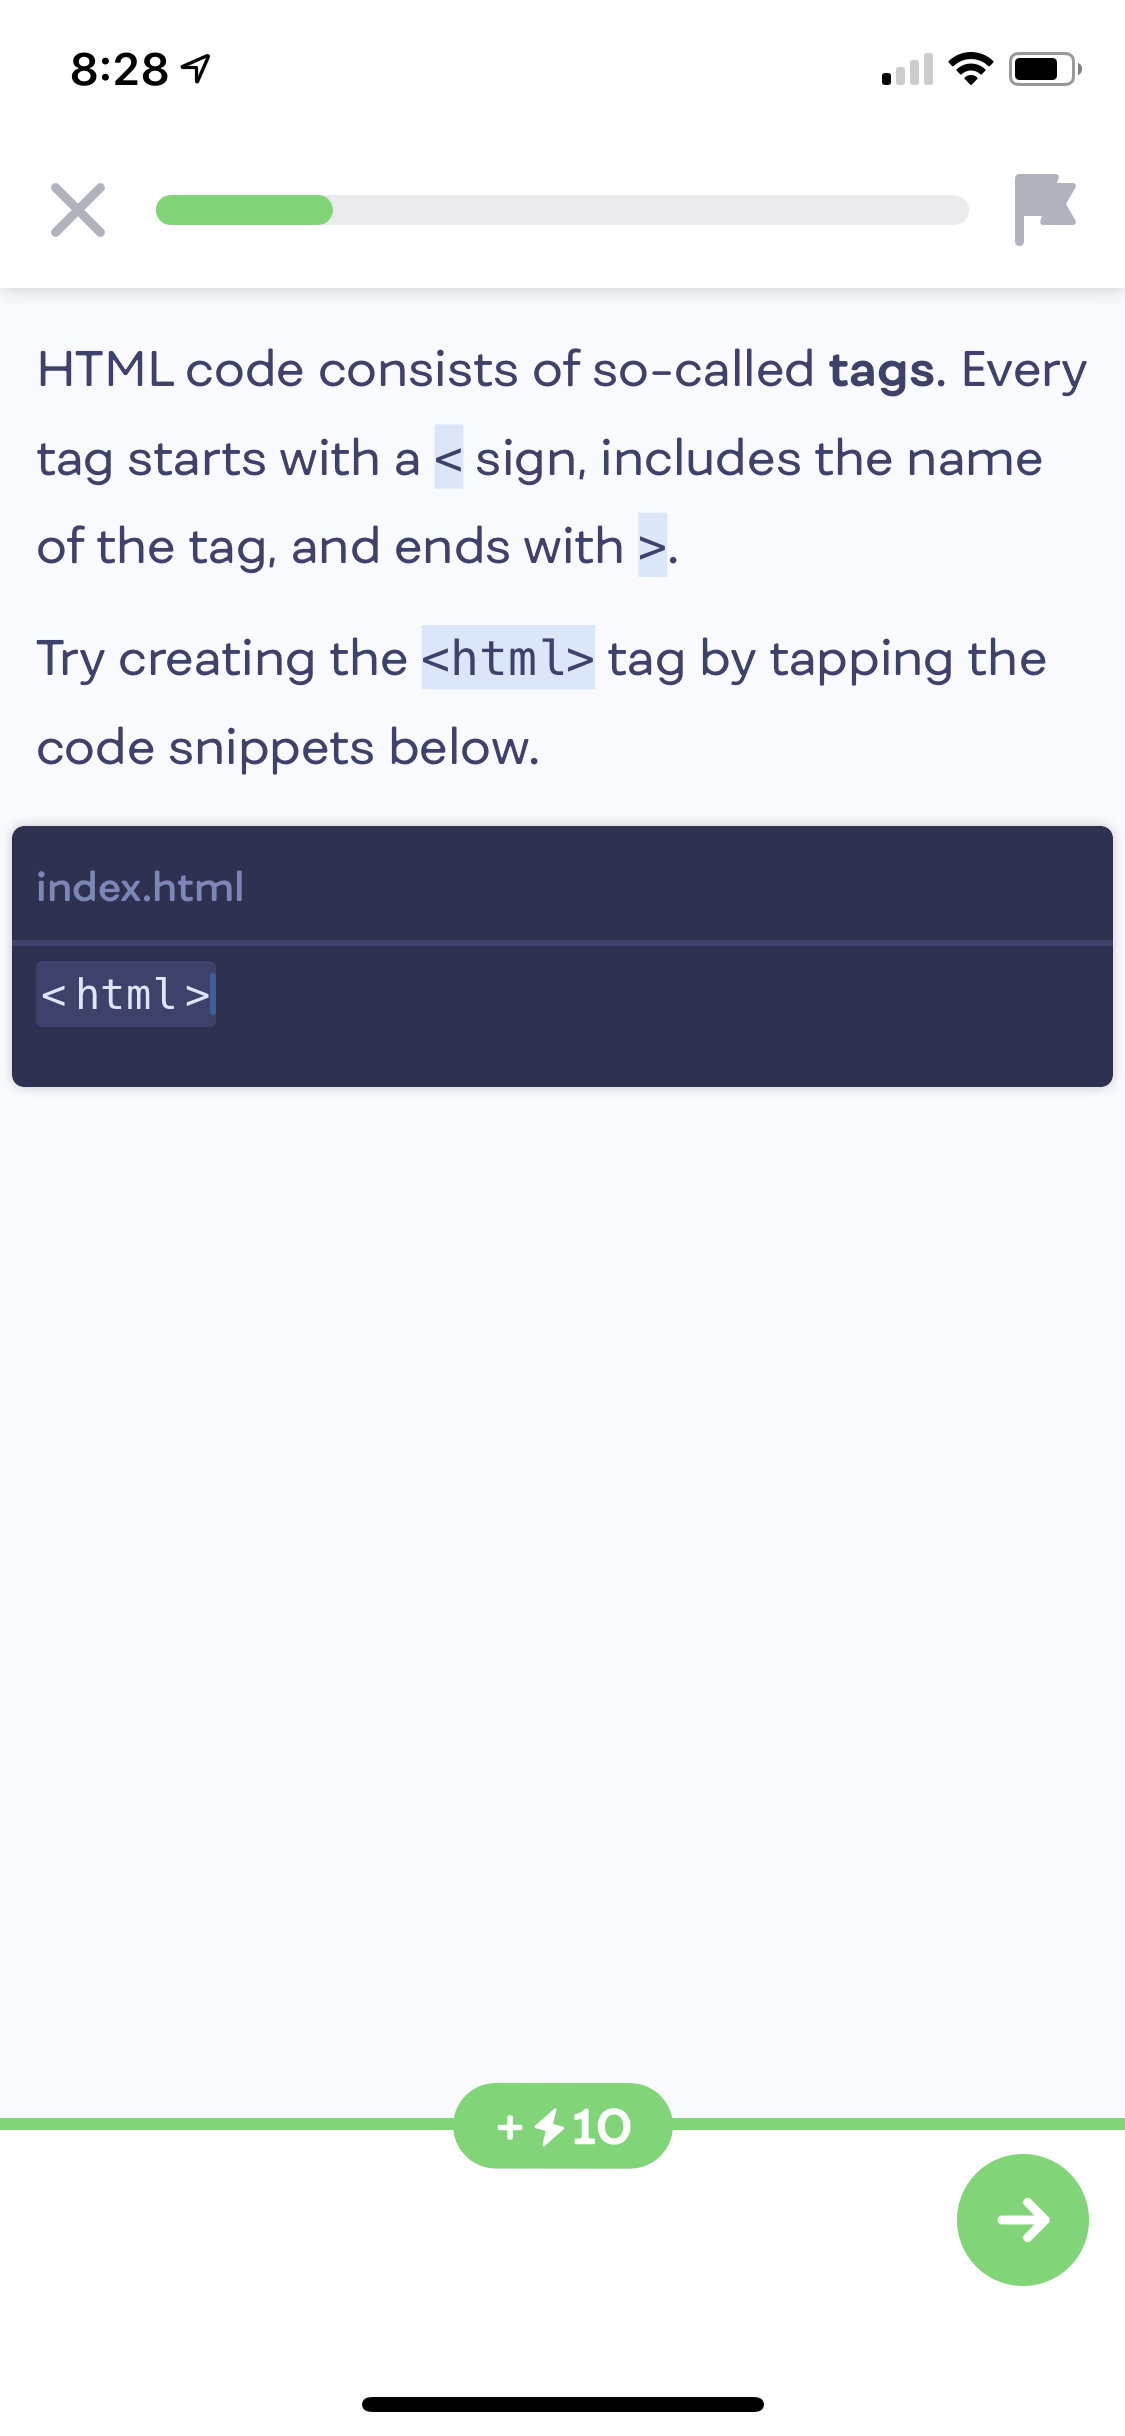 8:28
HTML code consists of so-called tags. Every
tag starts with a < sign, includes the name
of the tag, and ends with >.
Try creating the <html> tag by tapping the
code snippets below.
index.html
<html>
+10